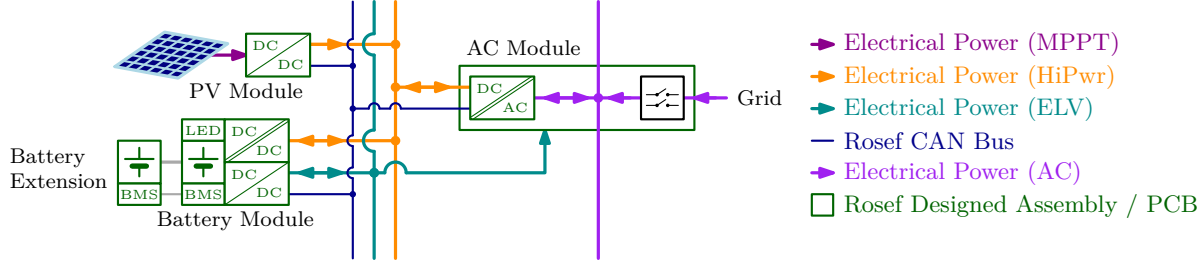 DC
DC
PV Module
AC Module
DC
AC
Grid
LED
DC
DC
DC
DC
BMS
BMS
Battery
Extension
Battery Module
Electrical Power (MPPT)
Electrical Power (HiPwr)
Electrical Power (ELV)
Rosef CAN Bus
Electrical Power (AC)
Rosef Designed Assembly / PCB